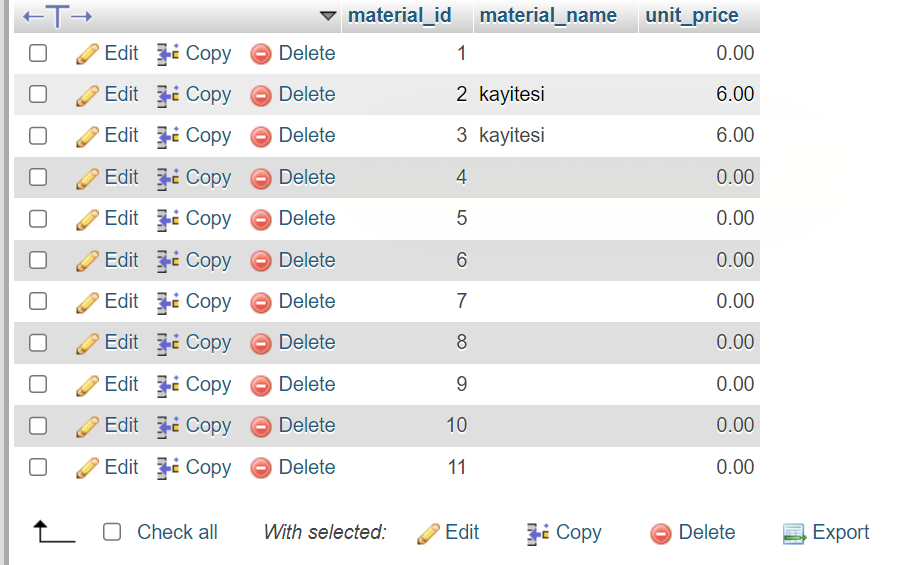 material_id material_name unit_price
Edit Copy Delete 1 0.00
Edit Copy Delete 2 kayitesi 6.00
Edit Copy Delete 3 kayitesi 6.00
Edit Copy Delete 4 0.00
Edit Copy Delete 5 0.00
Edit Copy Delete 6 0.00
Edit Copy Delete 7 0.00
Edit Copy Delete 8 0.00
Edit Copy Delete 9 0.00
Edit Copy Delete 10 0.00
Edit Copy Delete 11 0.00
Check all With selected: Edit Copy Delete Export